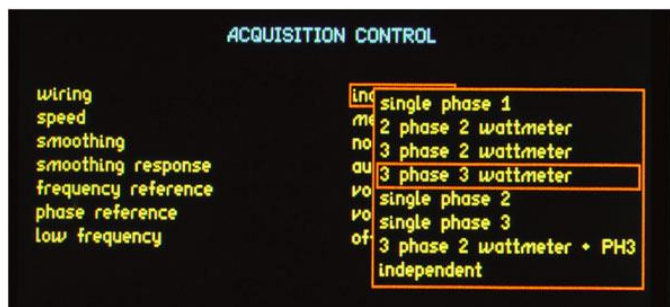 ACQUISITION CONTROL
wiring
speed
smoothing
smoothing response
frequency reference
phase reference
low frequency
single phase 1
2 phase 2 wattmeter
3 phase 2 wattmeter
3 phase 3 wattmeter
single phase 2
single phase 3
3 phase 2 wattmeter + PH3
independent